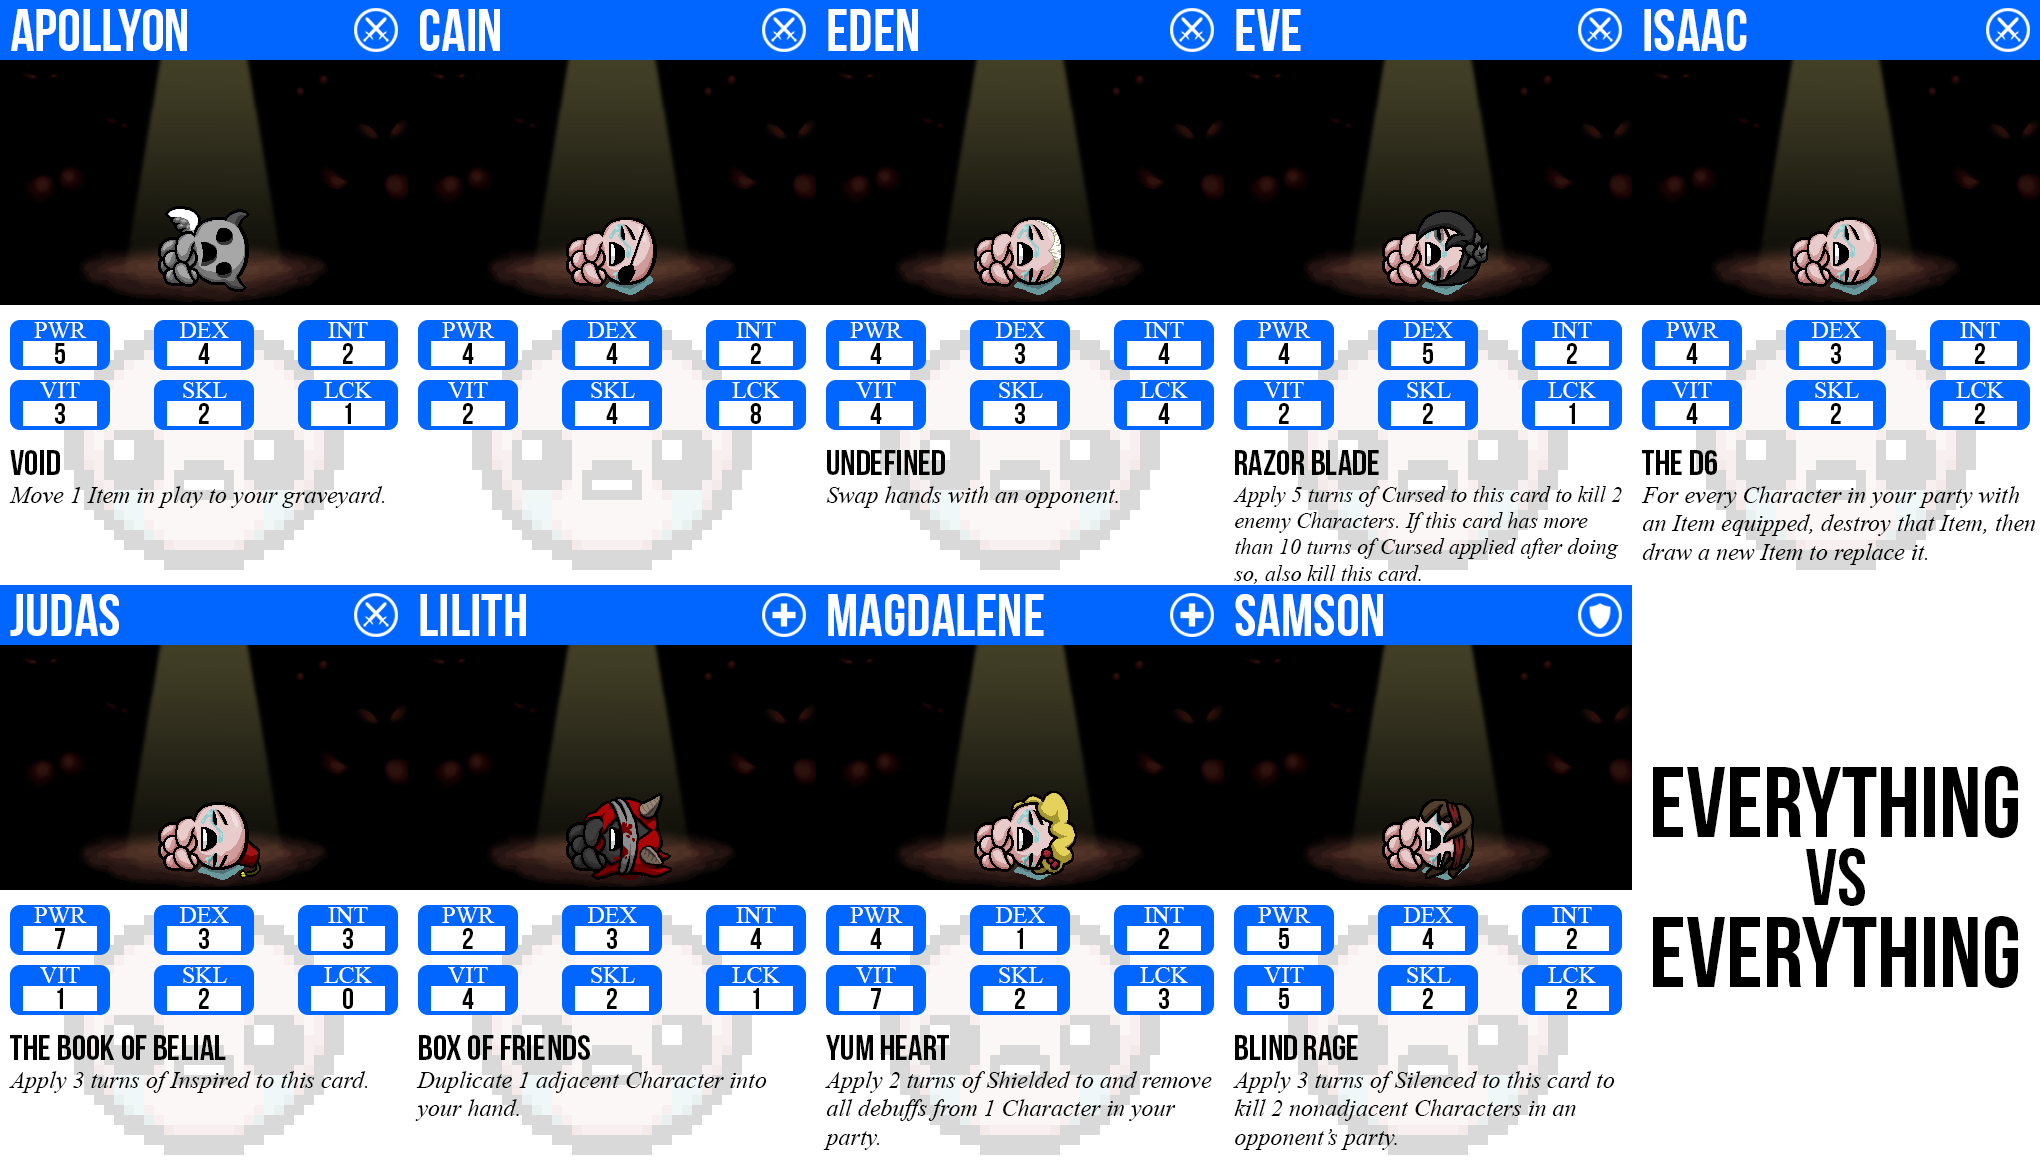 APOLLYON
PWR DEX INT
5 4 2
VIT SKL LCK
3 2 1
VOID
Move 1 Item in play to your graveyard.
CAIN
PWR DEX INT
4 4 2
VIT SKL LCK
2 4 8
EDEN
PWR DEX INT
4 3 4
VIT SKL LCK
4 3 4
UNDEFINED
Swap hands with an opponent.
EVE
PWR DEX INT
4 5 2
VIT SKL LCK
2 2 1
RAZOR BLADE
Apply 5 turns of Cursed to this card to kill 2
enemy Characters. If this card has more
than 10 turns of Cursed applied after doing
so, also kill this card.
ISAAC
PWR DEX INT
4 3 2
VIT SKL LCK
4 2 2
THE D6
For every Character in your party with
an Item equipped, destroy that Item, then
draw a new Item to replace it.
JUDAS
PWR DEX INT
7 3 3
VIT SKL LCK
1 2 0
THE BOOK OF BELIAL
Apply 3 turns of Inspired to this card.
LILITH
PWR DEX INT
2 3 4
VIT SKL LCK
4 2 1
BOX OF FRIENDS
Duplicate 1 adjacent Character into
your hand.
MAGDALENE
PWR DEX INT
4 1 2
VIT SKL LCK
7 2 3
YUM HEART
Apply 2 turns of Shielded to and remove
all debuffs from 1 Character in your
party.
SAMSON
PWR DEX INT
5 4 2
VIT SKL LCK
5 2 2
BLIND RAGE
Apply 3 turns of Silenced to this card to
kill 2 nonadjacent Characters in an
opponent's party.
EVERYTHING
VS
EVERYTHING